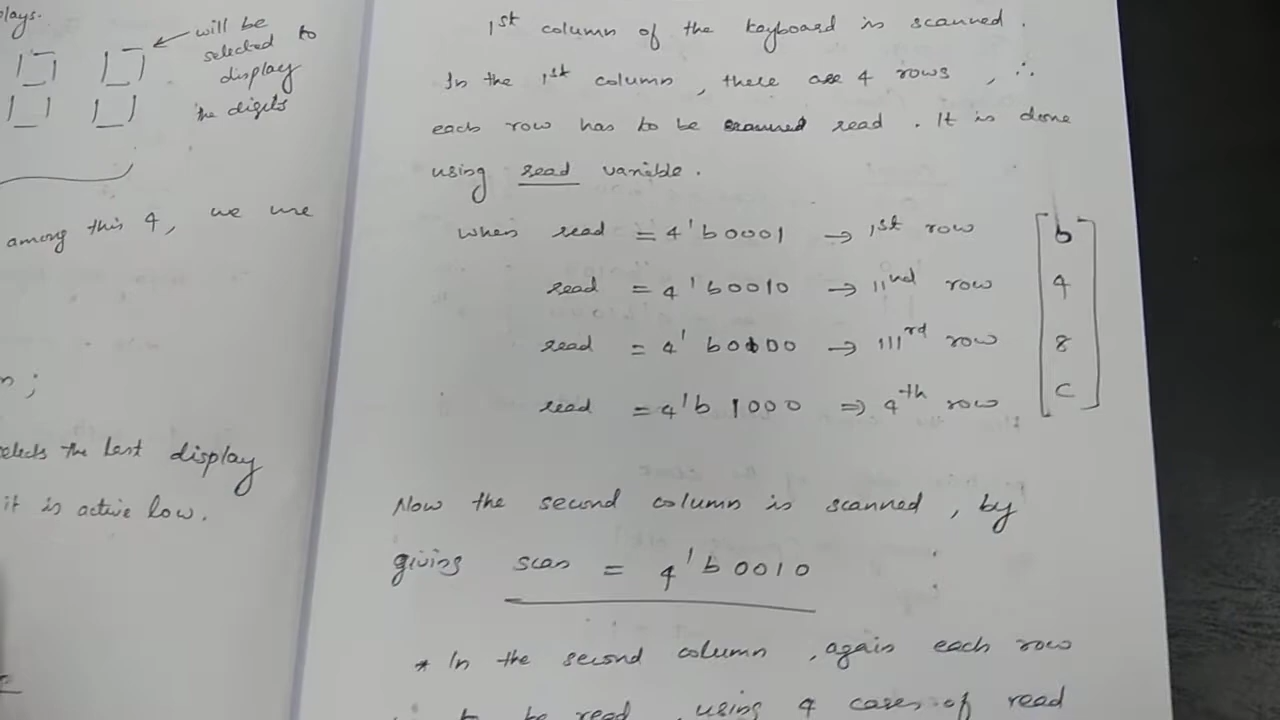 plays.
will be
selected to
display
the digits
among this 4, we use
n;
selects the last display
it is active low.
1st column of the keyboard is scanned.
In the 1st column, there are 4 rows, ∴
each row has to be scanned read. It is done
using read variable.
when read = 4'b0001 → 1st row b
read = 4'b0010 → IInd row 4
read = 4'b0100 → IIIrd row 8
read = 4'b1000 ⇒ 4th row C
Now the second column is scanned, by
giving scan = 4'b0010
* In the second column, again each row
to be read, using 4 cases of read